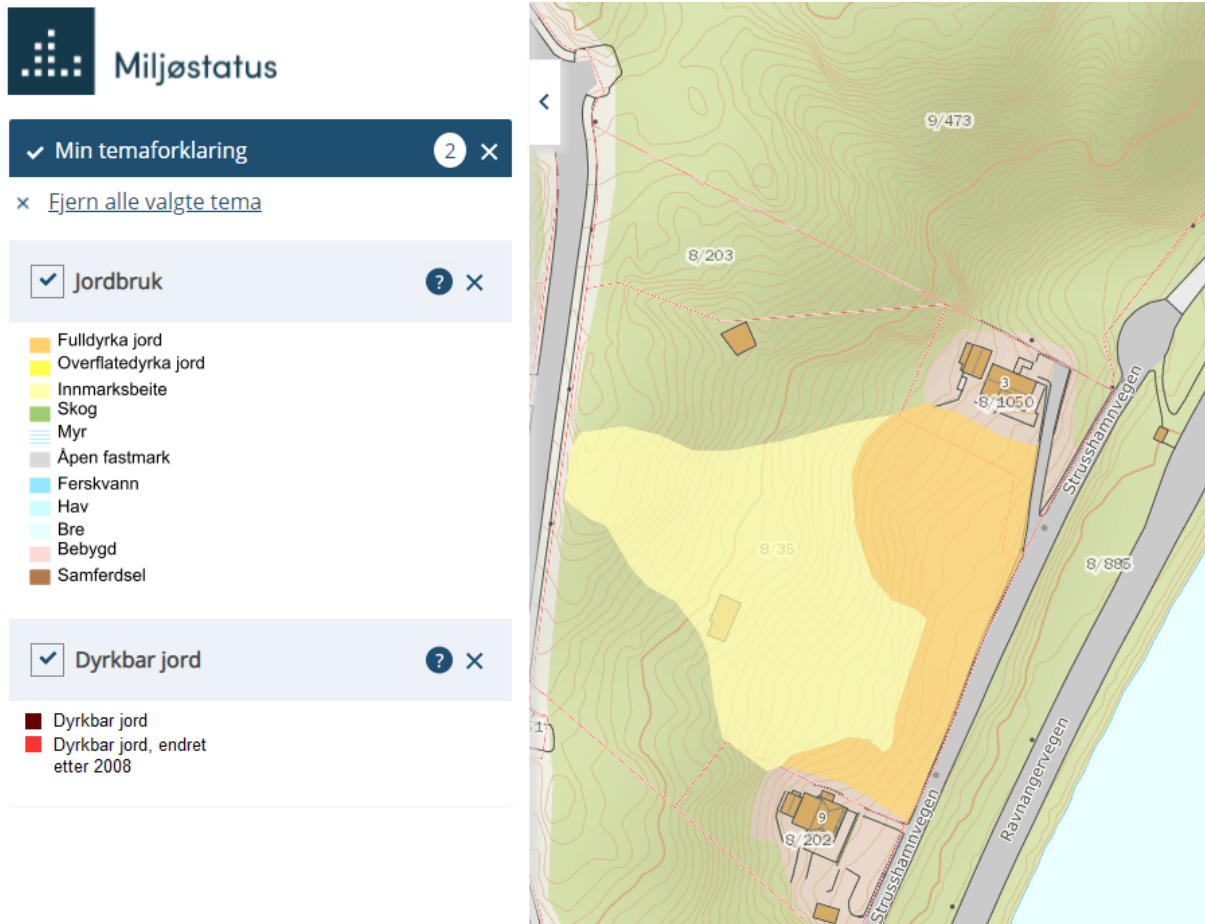 Miljøstatus
Min temaforklaring
2
Fjern alle valgte tema
Jordbruk
?
Fulldyrka jord
Overflatedyrka jord
Innmarksbeite
Skog
Myr
Åpen fastmark
Ferskvann
Hav
Bre
Bebygd
Samferdsel
Dyrkbar jord
?
Dyrkbar jord
Dyrkbar jord, endret
etter 2008
9/473
8/203
3
8/1050
Strusshamnvegen
8/35
8/885
1
Ravnangervegen
9
8/202
Strusshamnvegen